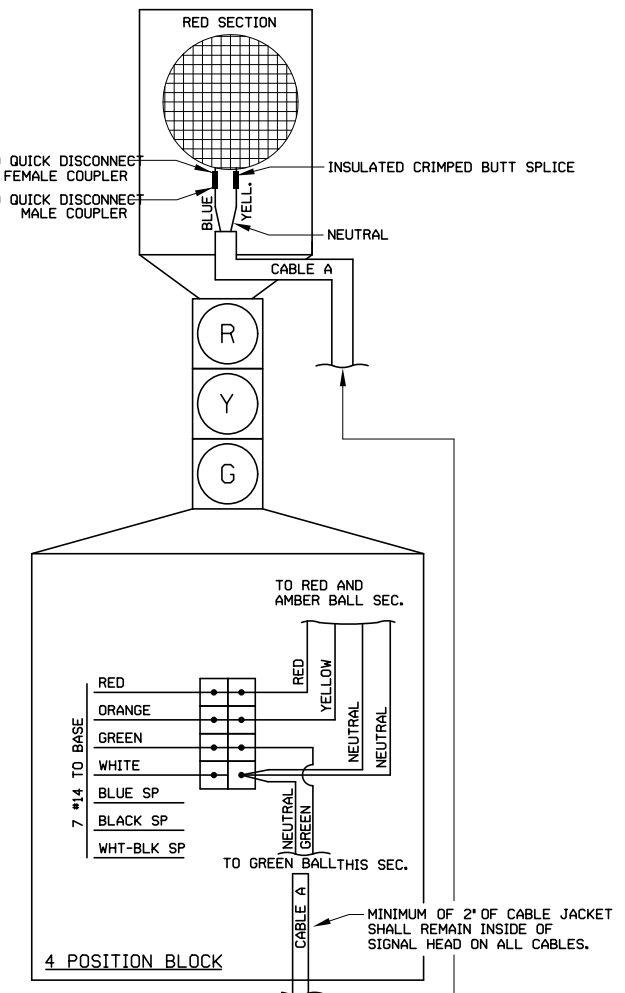 RED SECTION
QUICK DISCONNECT
FEMALE COUPLER
QUICK DISCONNECT
MALE COUPLER
INSULATED CRIMPED BUTT SPLICE
BLUE
YELL.
NEUTRAL
CABLE A
R
Y
G
TO RED AND
AMBER BALL SEC.
RED
YELLOW
NEUTRAL
NEUTRAL
7 #14 TO BASE
RED
ORANGE
GREEN
WHITE
BLUE SP
BLACK SP
WHT-BLK SP
NEUTRAL
GREEN
TO GREEN BALL THIS SEC.
CABLE A
MINIMUM OF 2" OF CABLE JACKET
SHALL REMAIN INSIDE OF
SIGNAL HEAD ON ALL CABLES.
4 POSITION BLOCK